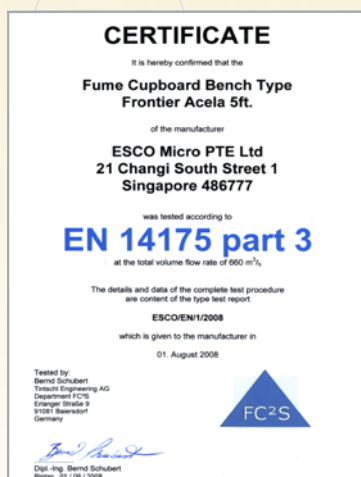 CERTIFICATE
It is hereby confirmed that the
Fume Cupboard Bench Type
Frontier Acela 5ft.
of the manufacturer
ESCO Micro PTE Ltd
21 Changi South Street 1
Singapore 486777
was tested according to
EN 14175 part 3
at the total volume flow rate of 660 m³/h
The details and data of the complete test procedure
are content of the type test report
ESCO/EN/1/2008
which is given to the manufacturer in
01. August 2008
Tested by:
Bernd Schubert
Tintschl Engineering AG
Department FC²S
Erlanger Straße 9
91081 Baiersdorf
Germany
FC²S
Bernd Schubert
Dipl.-Ing. Bernd Schubert
01 / 08 / 2008